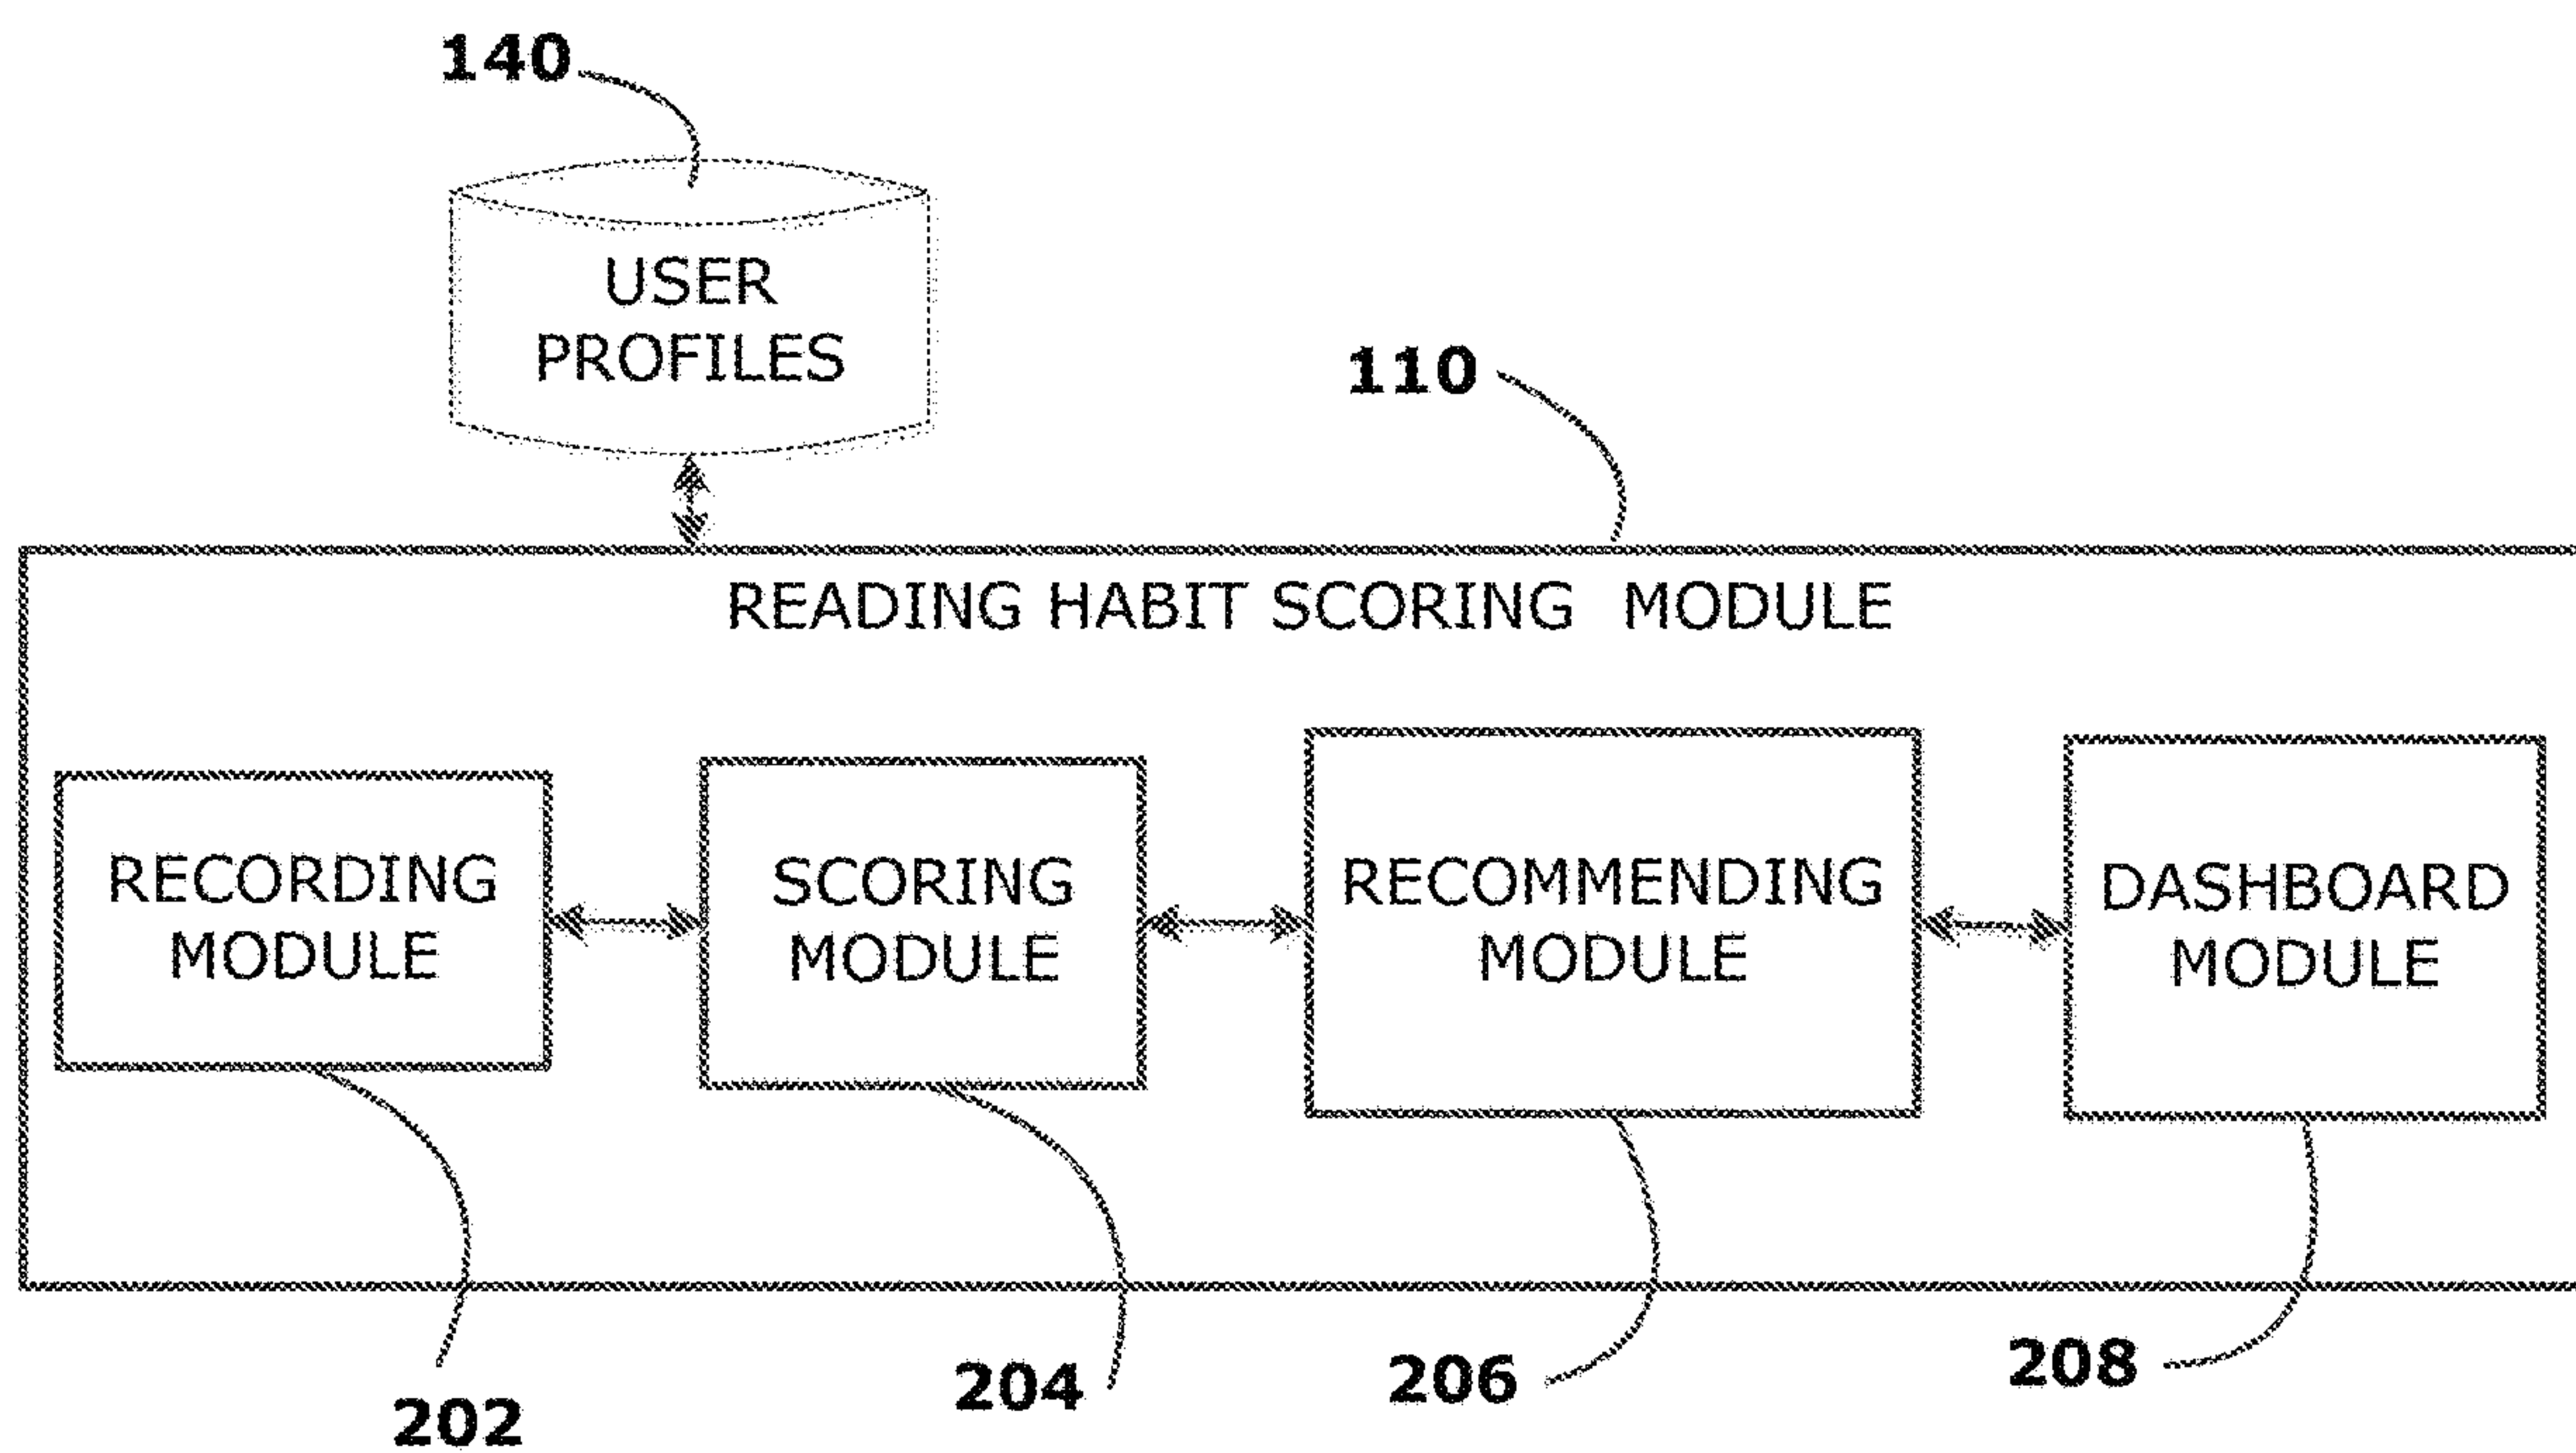 140
USER
PROFILES
110
READING HABIT SCORING MODULE
RECORDING
MODULE
SCORING
MODULE
RECOMMENDING
MODULE
DASHBOARD
MODULE
202
204
206
208